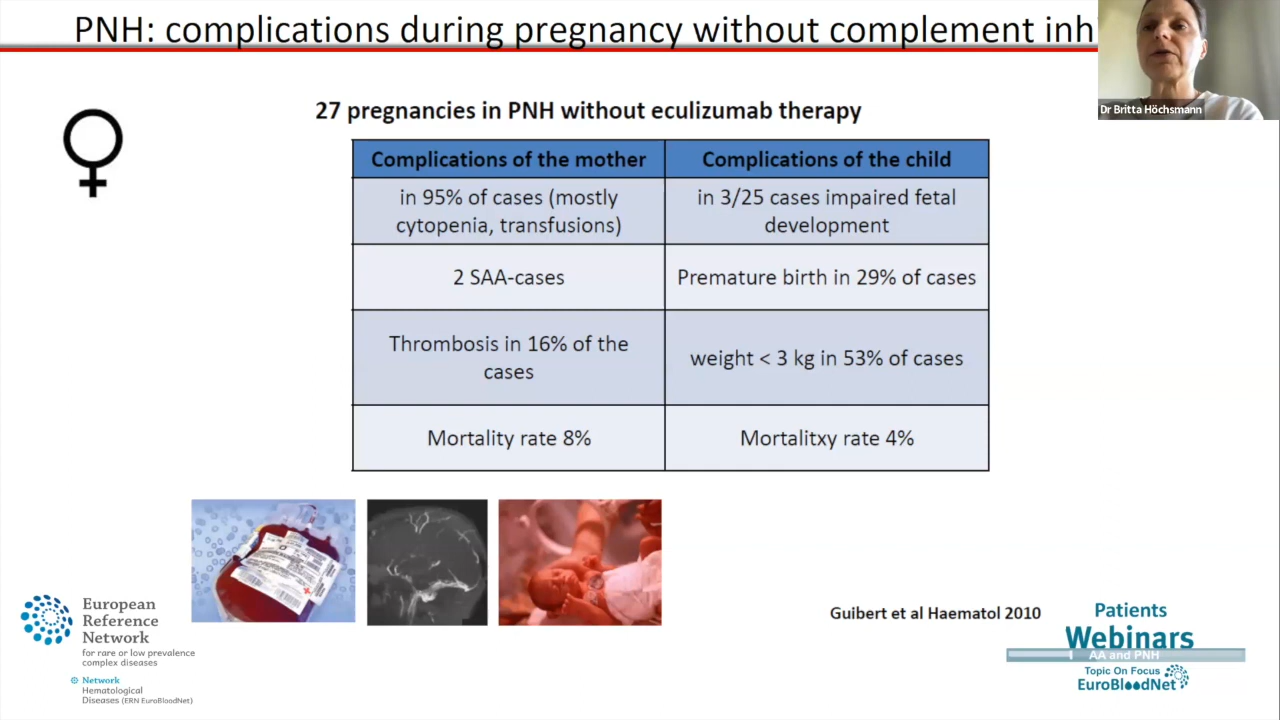 PNH: complications during pregnancy without complement inh
Dr Britta Höchsmann
27 pregnancies in PNH without eculizumab therapy
Complications of the mother
Complications of the child
in 95% of cases (mostly
cytopenia, transfusions)
in 3/25 cases impaired fetal
development
2 SAA-cases
Premature birth in 29% of cases
Thrombosis in 16% of the
cases
weight < 3 kg in 53% of cases
Mortality rate 8%
Mortalitxy rate 4%
Guibert et al Haematol 2010
European
Reference
Network
for rare or low prevalence
complex diseases
Network
Hematological
Diseases (ERN EuroBloodNet)
Patients
Webinars
AA and PNH
Topic On Focus
EuroBloodNet